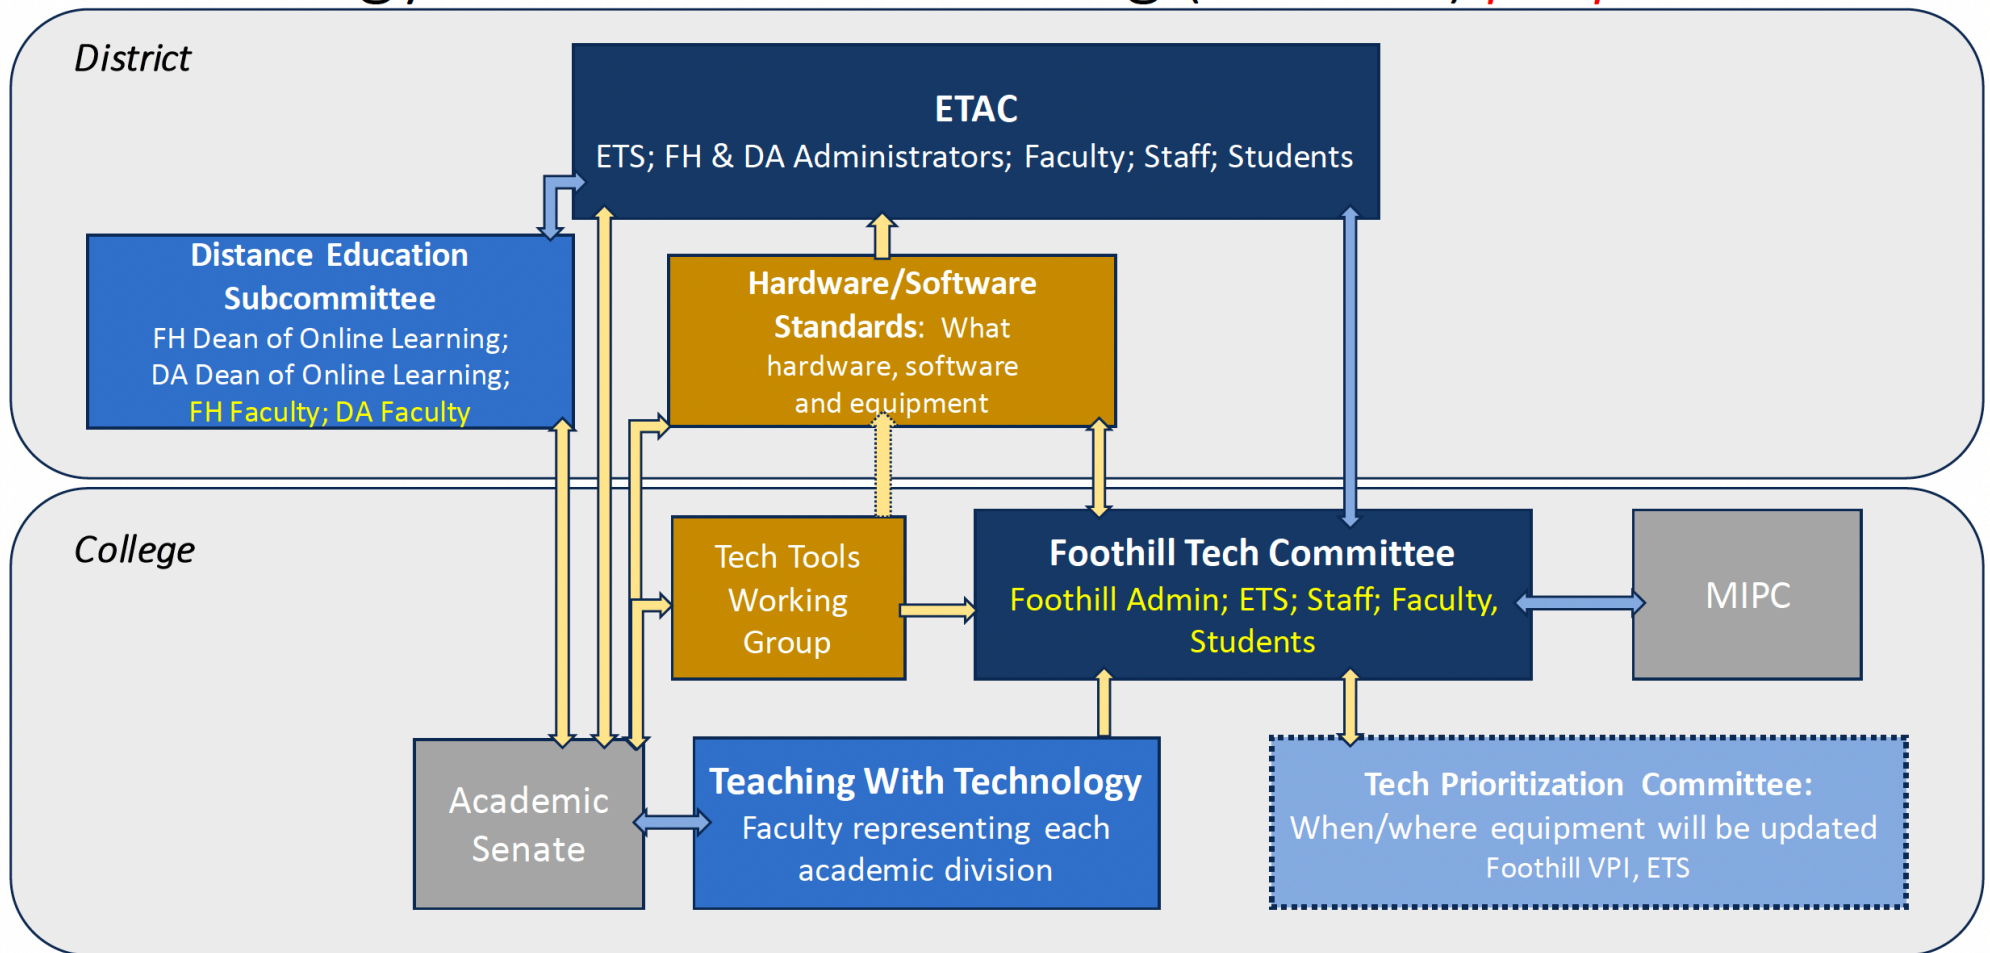 District
ETAC
ETS; FH & DA Administrators; Faculty; Staff; Students
Distance Education
Subcommittee
FH Dean of Online Learning;
DA Dean of Online Learning;
FH Faculty; DA Faculty
Hardware/Software
Standards: What
hardware, software
and equipment
College
Tech Tools
Working
Group
Foothill Tech Committee
Foothill Admin; ETS; Staff; Faculty,
Students
MIPC
Academic
Senate
Teaching With Technology
Faculty representing each
academic division
Tech Prioritization Committee:
When/where equipment will be updated
Foothill VPI, ETS